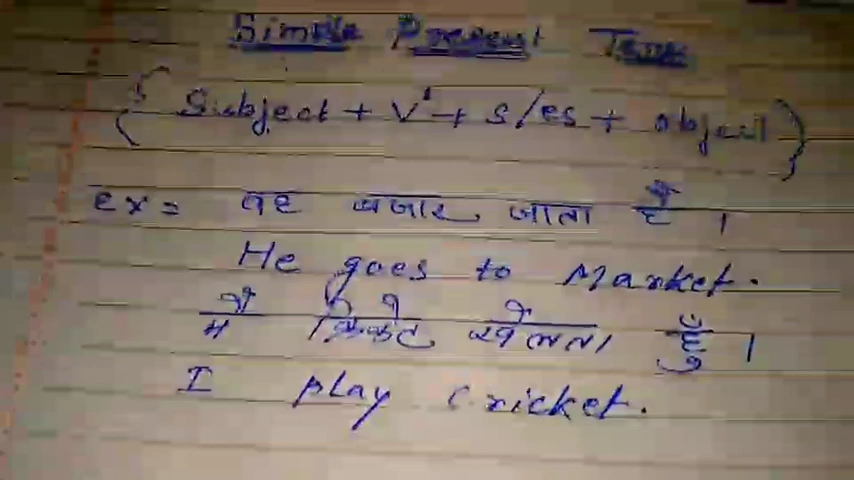 Simple Present Tense
{ Subject + V¹ + s/es + object }
ex = वह बजार जाता है ।
He goes to Market.
मैं क्रिकेट खेलता हूँ ।
I play Cricket.